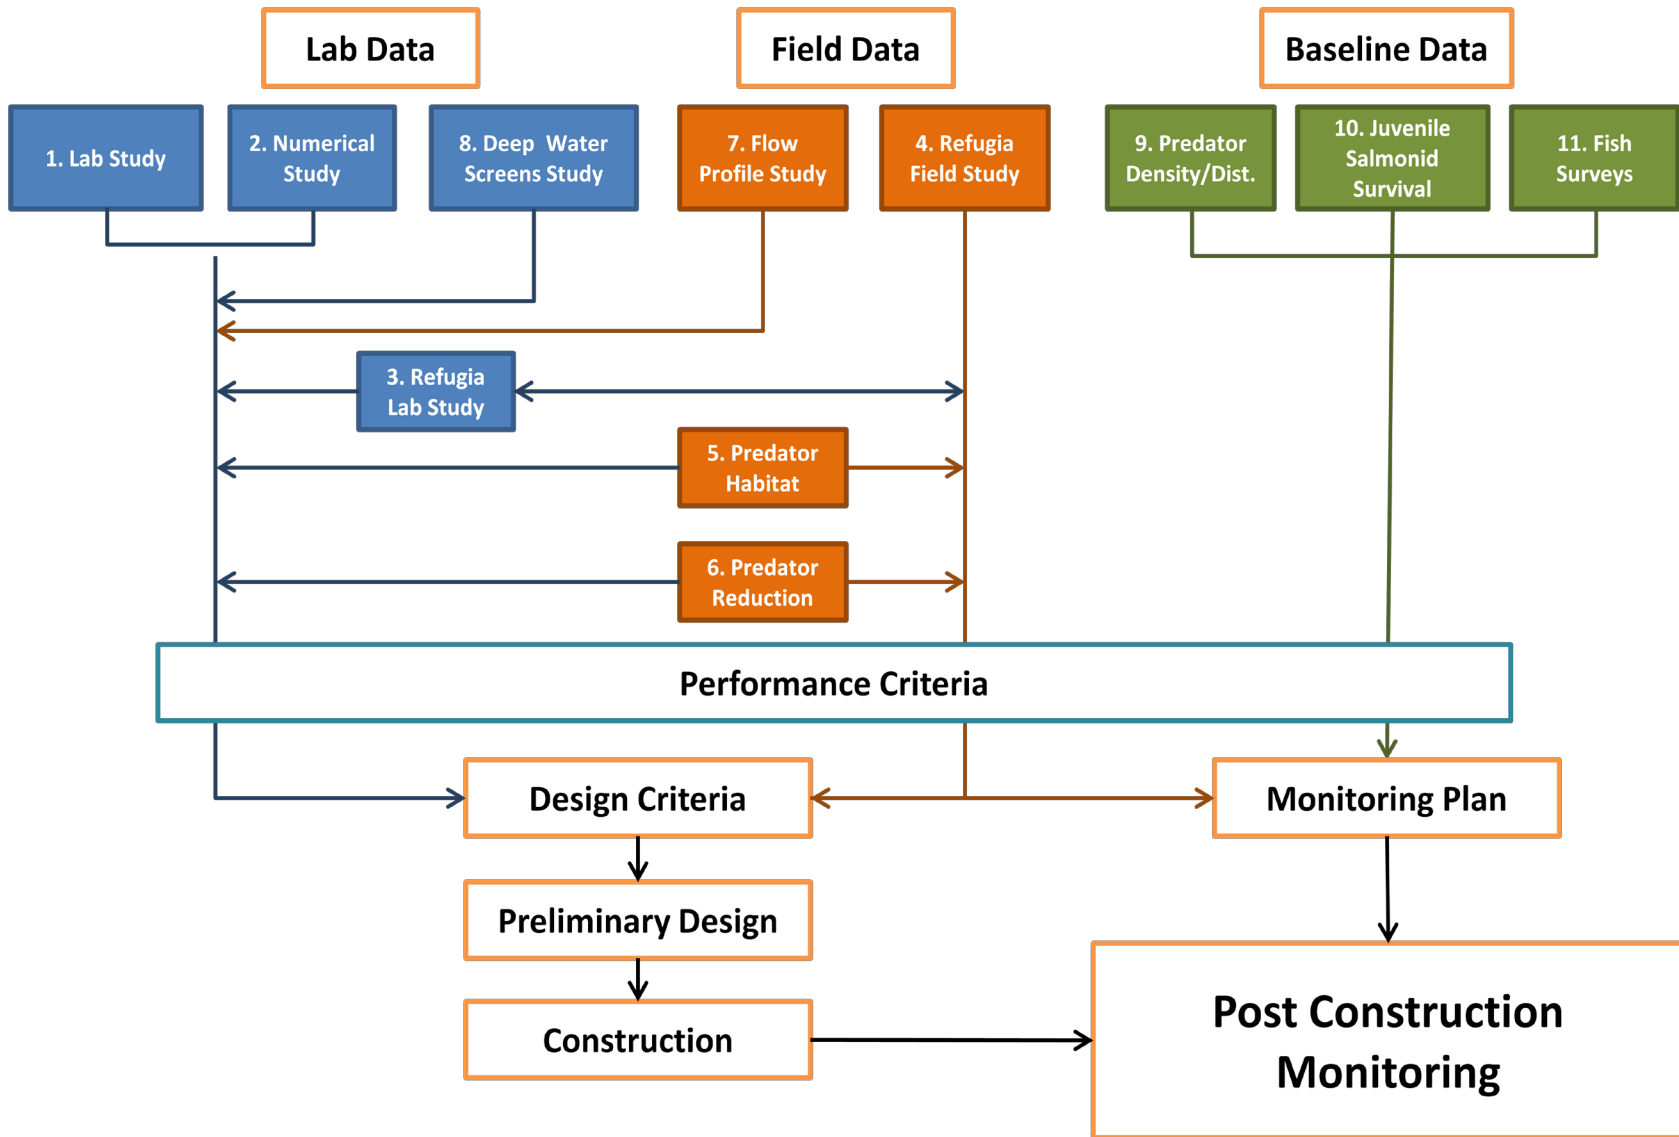 Lab Data
Field Data
Baseline Data
1. Lab Study
2. Numerical
Study
8. Deep Water
Screens Study
7. Flow
Profile Study
4. Refugia
Field Study
9. Predator
Density/Dist.
10. Juvenile
Salmonid
Survival
11. Fish
Surveys
3. Refugia
Lab Study
5. Predator
Habitat
6. Predator
Reduction
Performance Criteria
Design Criteria
Monitoring Plan
Preliminary Design
Construction
Post Construction
Monitoring